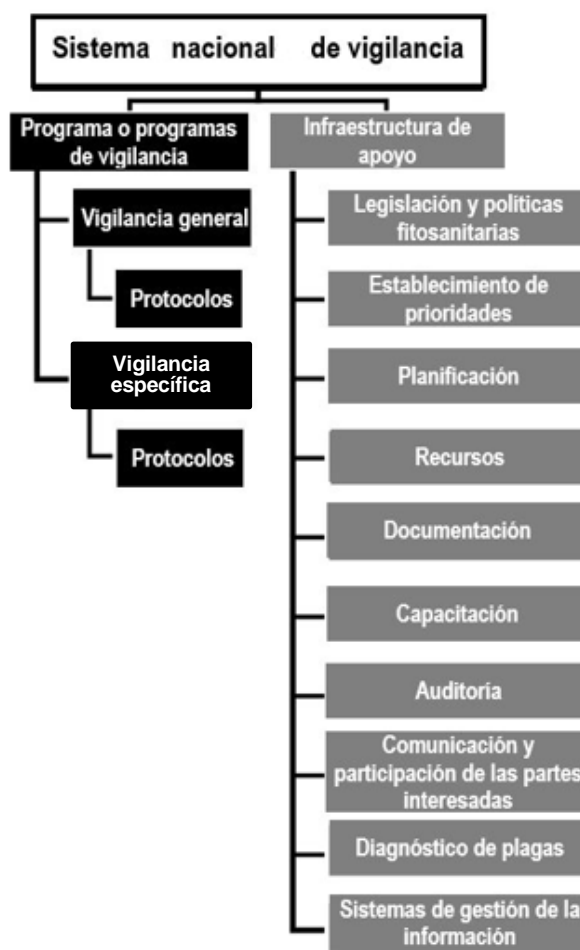 Sistema nacional de vigilancia
Programa o programas
de vigilancia
Vigilancia general
Protocolos
Vigilancia
específica
Protocolos
Infraestructura de
apoyo
Legislación y políticas
fitosanitarias
Establecimiento de
prioridades
Planificación
Recursos
Documentación
Capacitación
Auditoría
Comunicación y
participación de las partes
interesadas
Diagnóstico de plagas
Sistemas de gestión de la
información